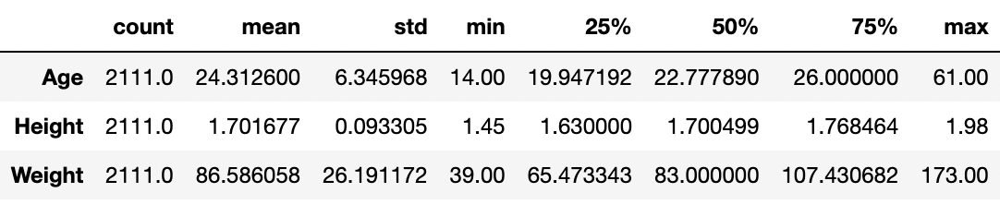 count mean std min 25% 50% 75% max
Age 2111.0 24.312600 6.345968 14.00 19.947192 22.777890 26.000000 61.00
Height 2111.0 1.701677 0.093305 1.45 1.630000 1.700499 1.768464 1.98
Weight 2111.0 86.586058 26.191172 39.00 65.473343 83.000000 107.430682 173.00